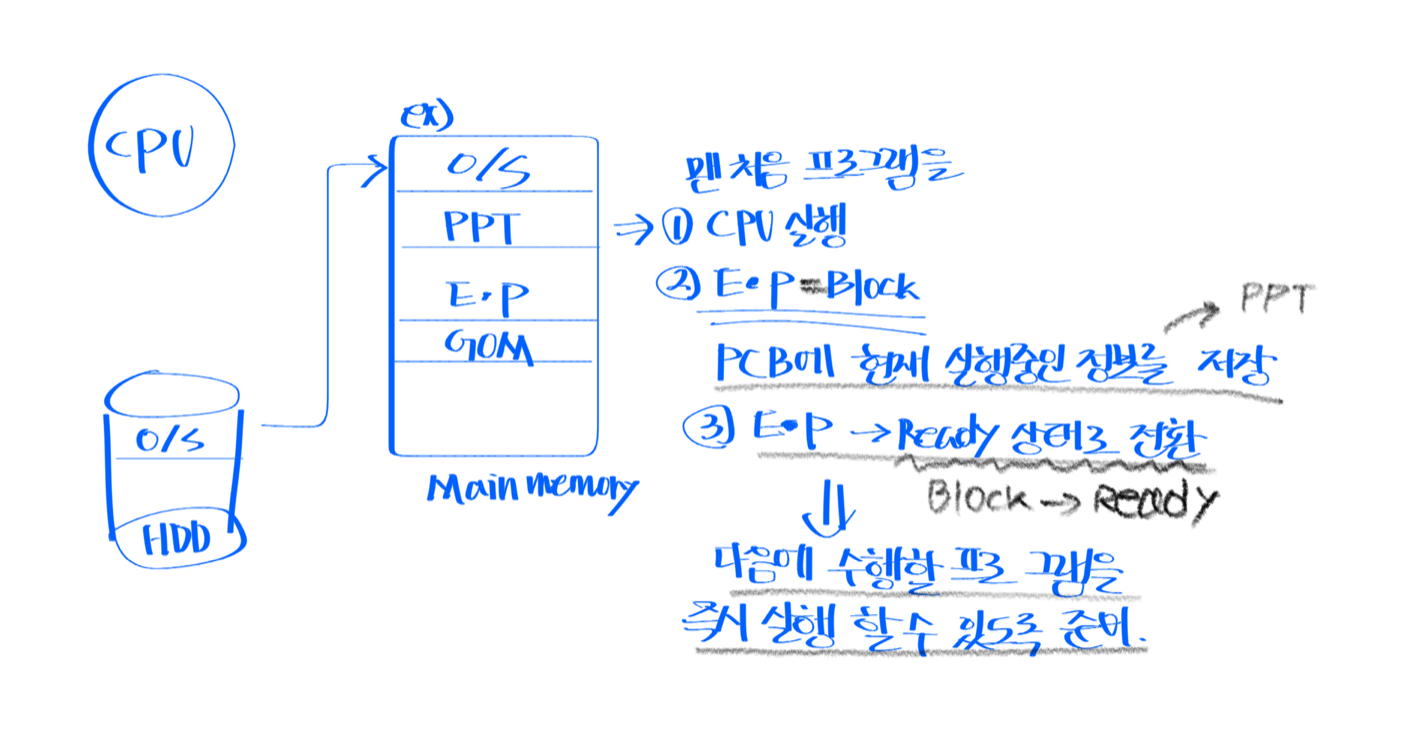 CPU
ex)
O/S
PPT
E.P
GOM
Main memory
O/S
HDD
맨 처음 프로그램을
⇒ ① CPU 실행
② E.P = Block
→ PPT
PCB에 현재 실행중인 정보를 저장
③ E.P → Ready 상태로 전환
Block → Ready
⇓
다음에 수행할 프로그램을
즉시 실행 할 수 있도록 준비.